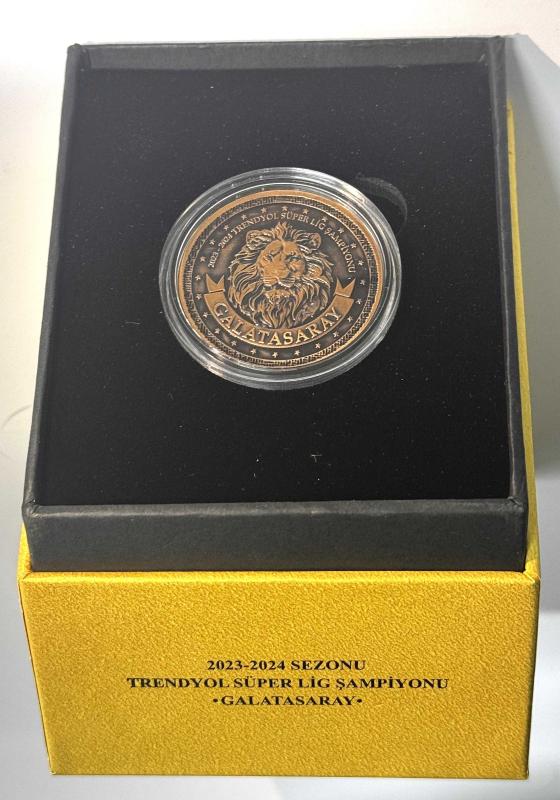 2023 - 2024 TRENDYOL SÜPER LİG ŞAMPİYONU
GALATASARAY
2023-2024 SEZONU
TRENDYOL SÜPER LİG ŞAMPİYONU
•GALATASARAY•